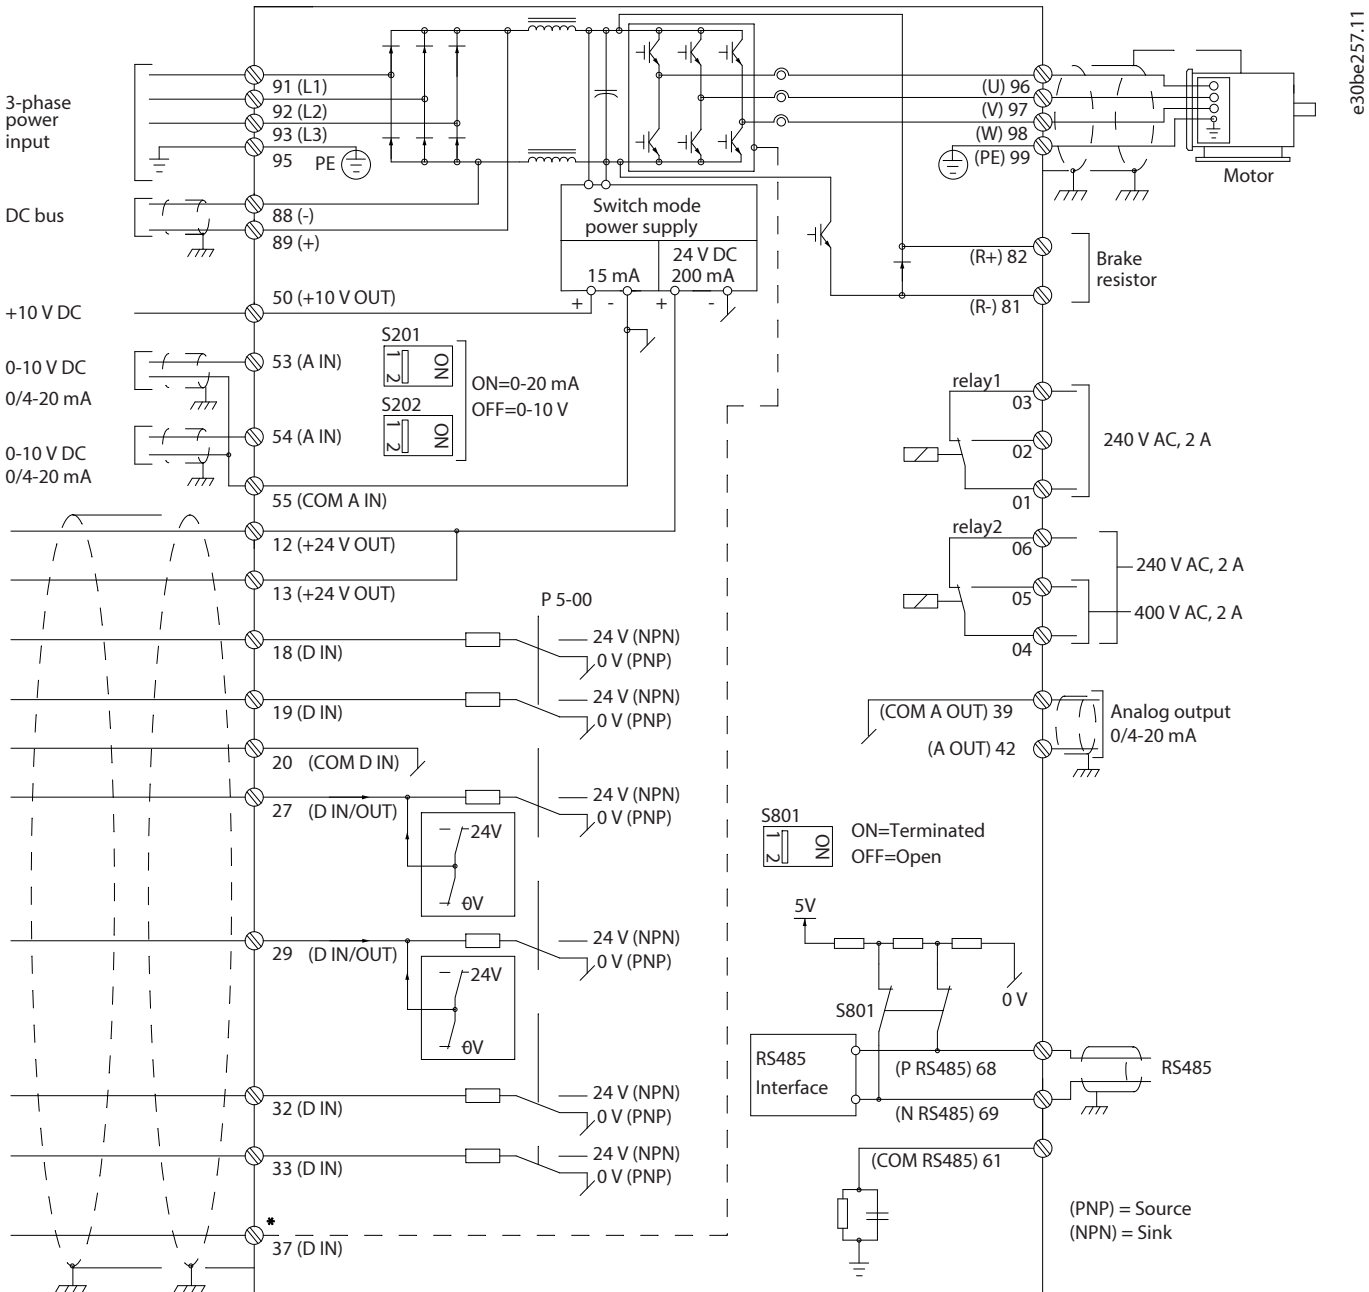 e30be257.11
3-phase
power
input
91 (L1)
92 (L2)
93 (L3)
95 PE
(U) 96
(V) 97
(W) 98
(PE) 99
Motor
DC bus
88 (-)
89 (+)
Switch mode
power supply
24 V DC
15 mA 200 mA
+ - + -
(R+) 82
(R-) 81
Brake
resistor
+10 V DC
50 (+10 V OUT)
0-10 V DC
0/4-20 mA
53 (A IN)
S201
1 2 ON
S202
1 2 ON
ON=0-20 mA
OFF=0-10 V
0-10 V DC
0/4-20 mA
54 (A IN)
55 (COM A IN)
12 (+24 V OUT)
13 (+24 V OUT)
relay1
03
02
01
240 V AC, 2 A
relay2
06
05
04
240 V AC, 2 A
400 V AC, 2 A
P 5-00
18 (D IN)
24 V (NPN)
0 V (PNP)
19 (D IN)
24 V (NPN)
0 V (PNP)
20 (COM D IN)
27 (D IN/OUT)
24 V (NPN)
0 V (PNP)
24V
0V
29 (D IN/OUT)
24 V (NPN)
0 V (PNP)
24V
0V
32 (D IN)
24 V (NPN)
0 V (PNP)
33 (D IN)
24 V (NPN)
0 V (PNP)
*
37 (D IN)
(COM A OUT) 39
(A OUT) 42
Analog output
0/4-20 mA
S801
1 2 ON
ON=Terminated
OFF=Open
5V
0 V
S801
RS485
Interface
(P RS485) 68
(N RS485) 69
RS485
(COM RS485) 61
(PNP) = Source
(NPN) = Sink